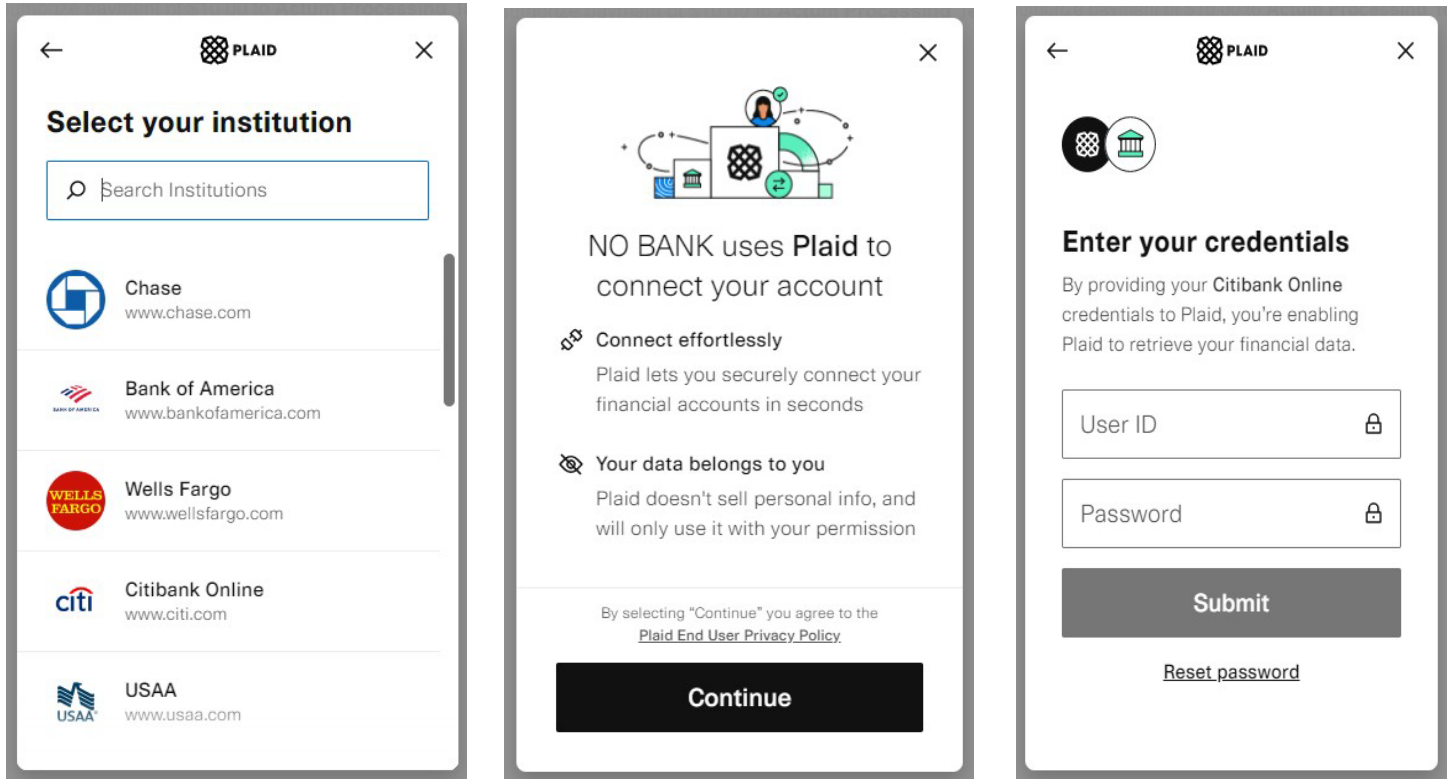 PLAID
Select your institution
Search Institutions
Chase
www.chase.com
BANK OF AMERICA
Bank of America
www.bankofamerica.com
WELLS
FARGO
Wells Fargo
www.wellsfargo.com
citi
Citibank Online
www.citi.com
USAA
USAA
www.usaa.com
NO BANK uses Plaid to
connect your account
Connect effortlessly
Plaid lets you securely connect your
financial accounts in seconds
Your data belongs to you
Plaid doesn't sell personal info, and
will only use it with your permission
By selecting “Continue” you agree to the
Plaid End User Privacy Policy
Continue
PLAID
Enter your credentials
By providing your Citibank Online
credentials to Plaid, you’re enabling
Plaid to retrieve your financial data.
User ID
Password
Submit
Reset password